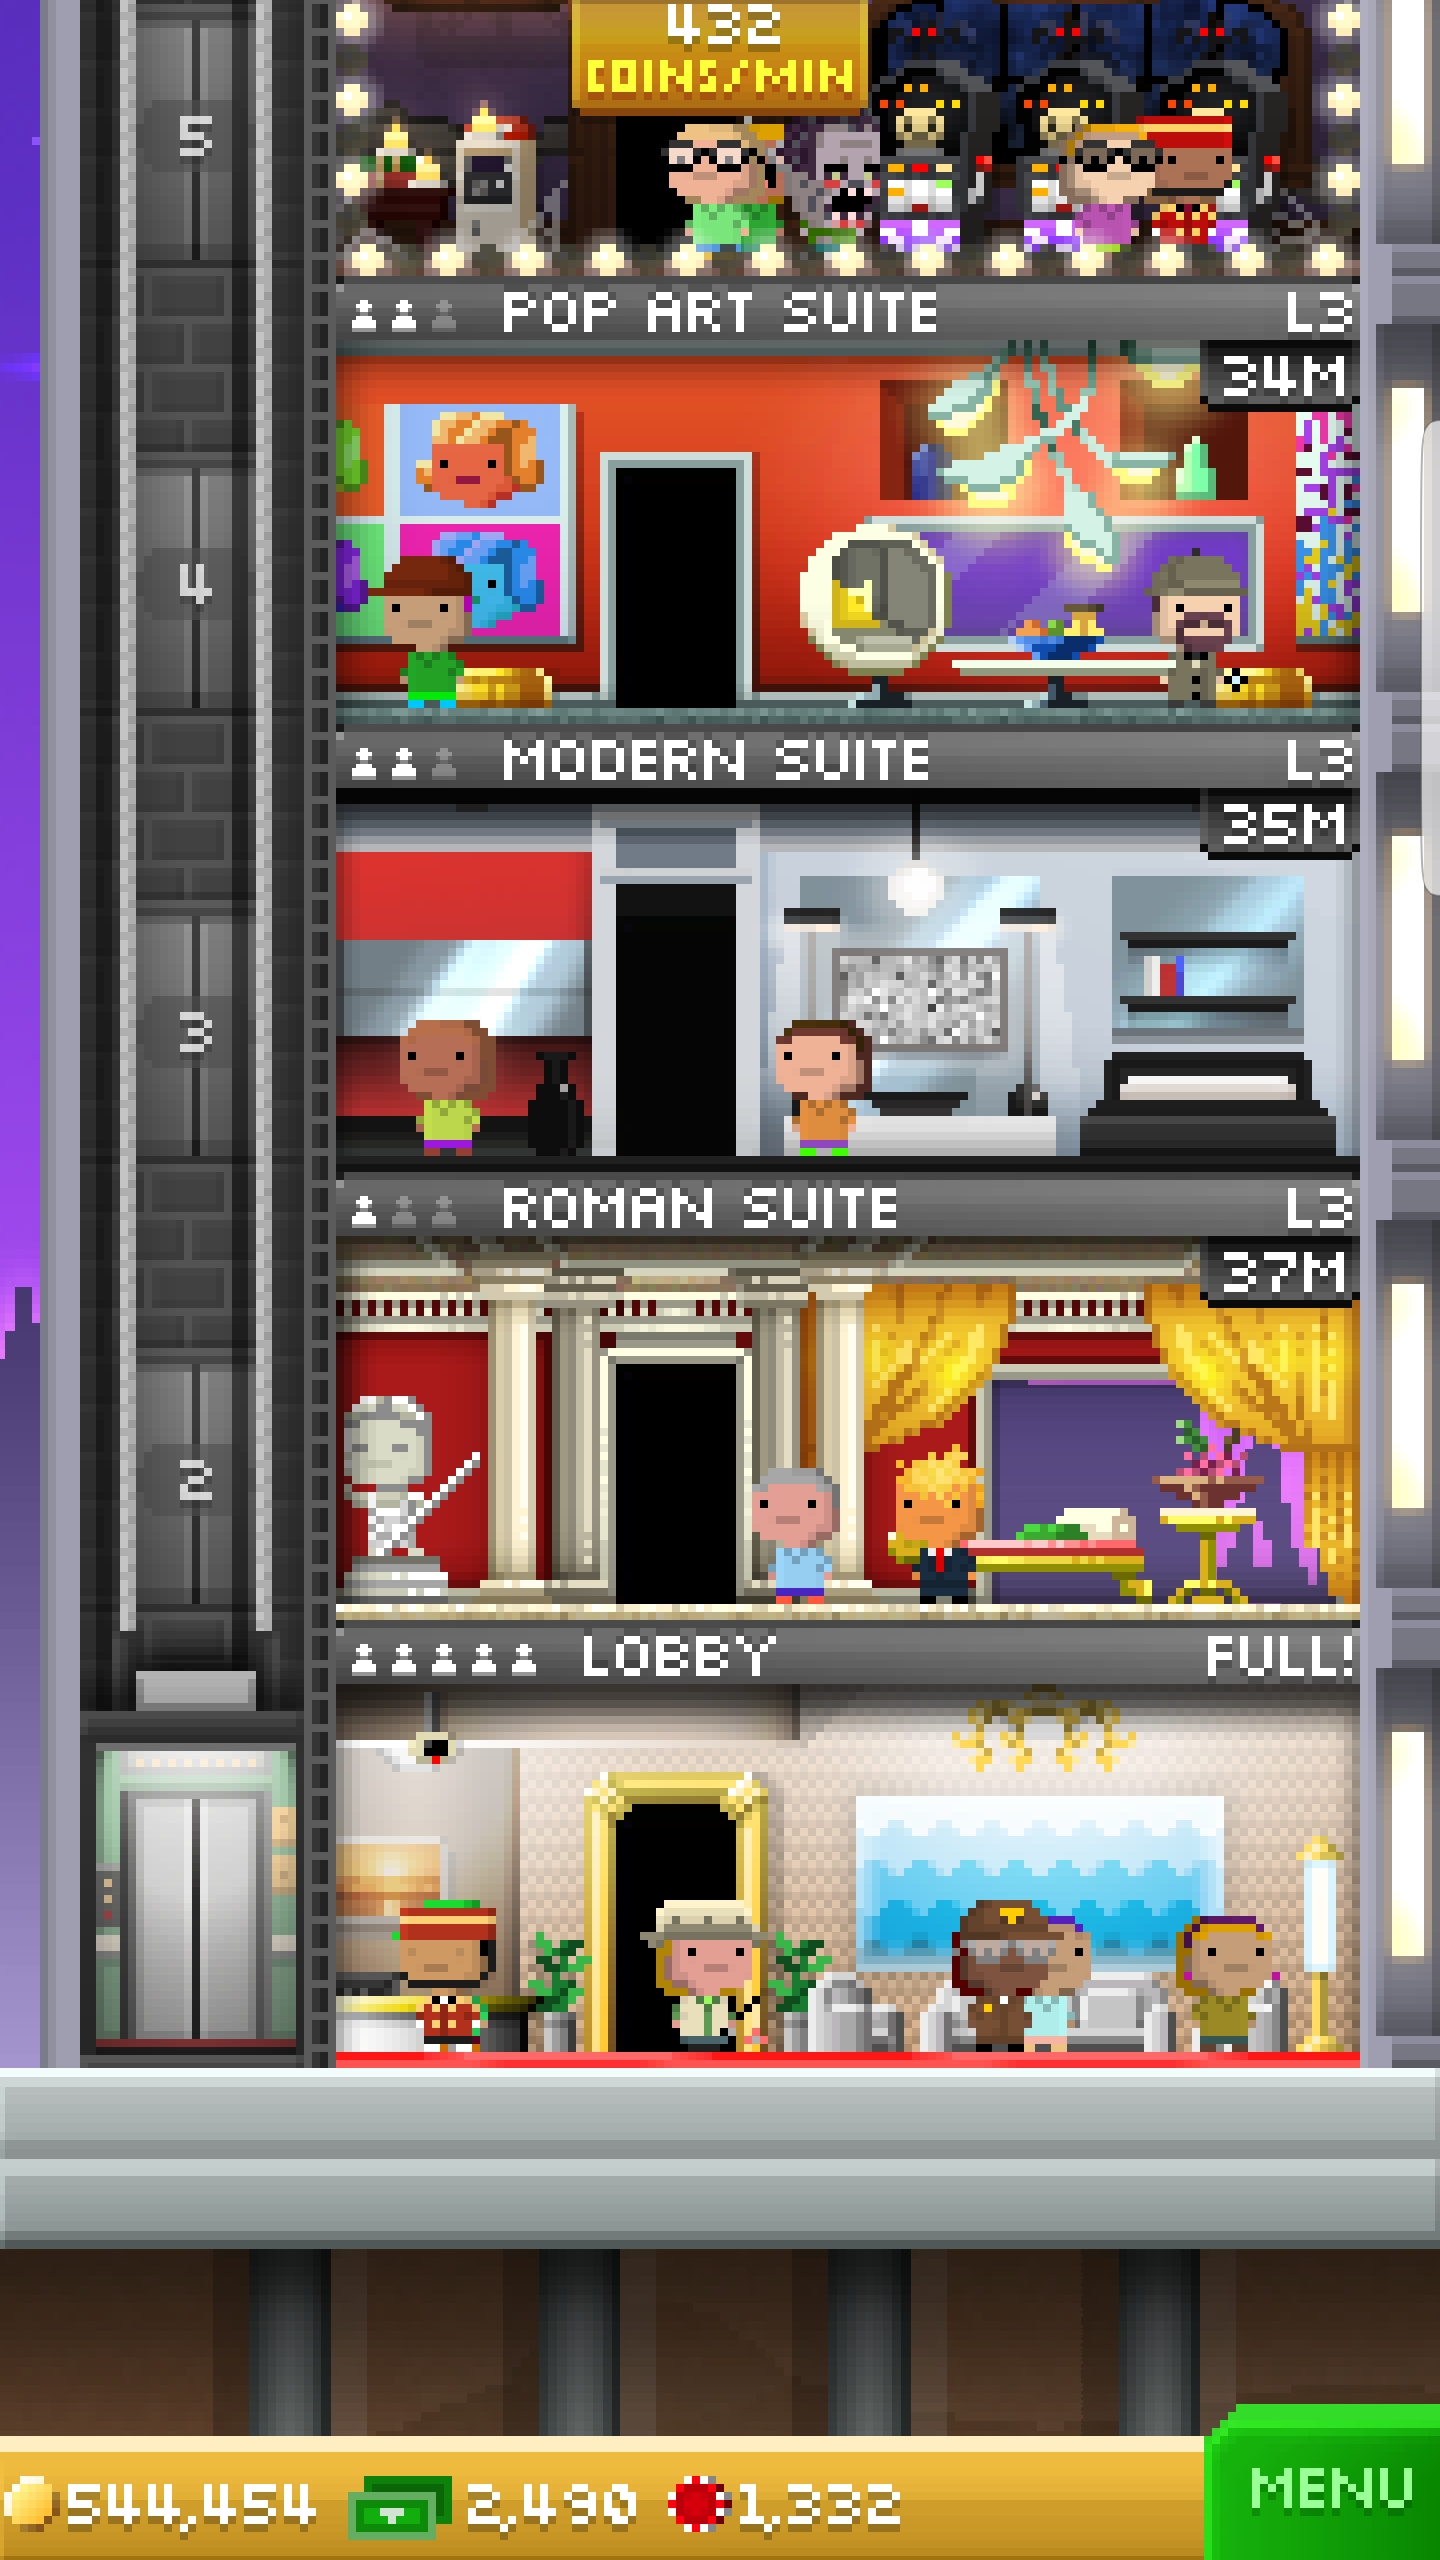 432
COINS/MIN
5
POP ART SUITE L3
34M
4
MODERN SUITE L3
35M
3
ROMAN SUITE L3
37M
2
LOBBY FULL!
544,454 2,490 1,332
MENU